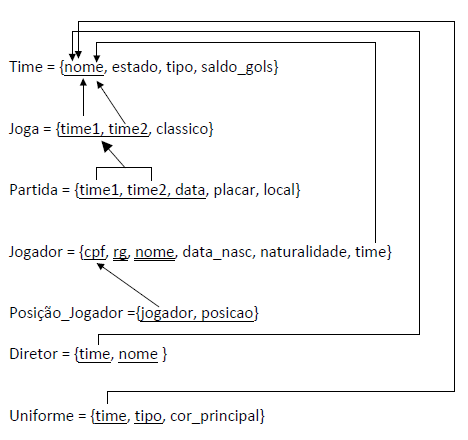 Time = {nome, estado, tipo, saldo_gols}
Joga = {time1, time2, classico}
Partida = {time1, time2, data, placar, local}
Jogador = {cpf, rg, nome, data_nasc, naturalidade, time}
Posição_Jogador ={jogador, posicao}
Diretor = {time, nome }
Uniforme = {time, tipo, cor_principal}